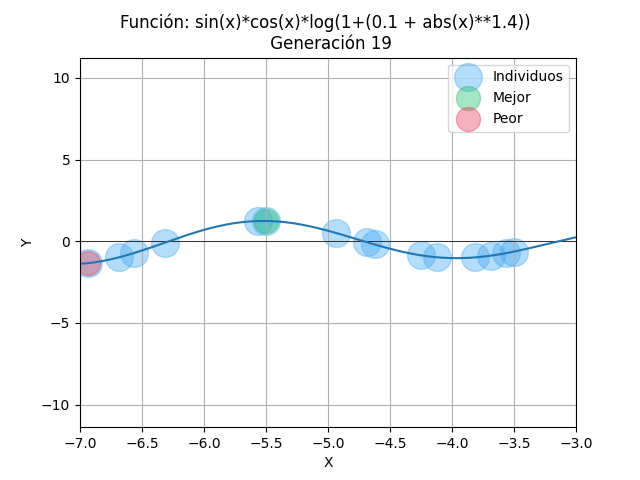 Función: sin(x)*cos(x)*log(1+(0.1 + abs(x)**1.4))
Generación 19
Individuos
Mejor
Peor
Y
10
5
0
−5
−10
−7.0 −6.5 −6.0 −5.5 −5.0 −4.5 −4.0 −3.5 −3.0
X